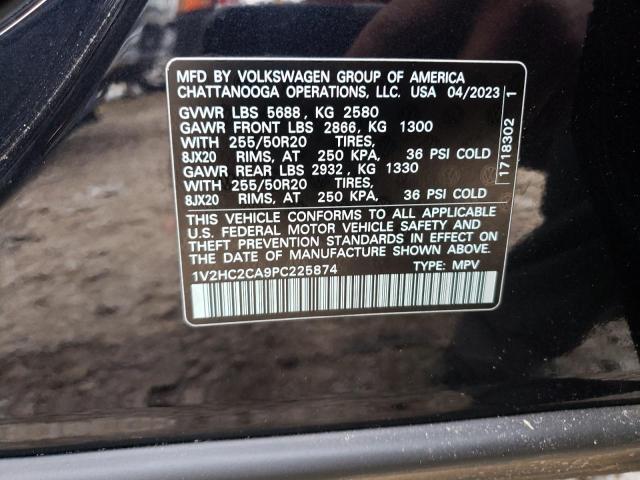 MFD BY VOLKSWAGEN GROUP OF AMERICA
CHATTANOOGA OPERATIONS, LLC. USA 04/2023
GVWR LBS 5688, KG 2580
GAWR FRONT LBS 2866, KG 1300
WITH 255/50R20 TIRES,
8JX20 RIMS, AT 250 KPA, 36 PSI COLD
GAWR REAR LBS 2932, KG 1330
WITH 255/50R20 TIRES,
8JX20 RIMS, AT 250 KPA, 36 PSI COLD
THIS VEHICLE CONFORMS TO ALL APPLICABLE
U.S. FEDERAL MOTOR VEHICLE SAFETY AND
THEFT PREVENTION STANDARDS IN EFFECT ON
THE DATE OF MANUFACTURE SHOWN ABOVE.
1V2HC2CA9PC225874 TYPE: MPV
1718302 1